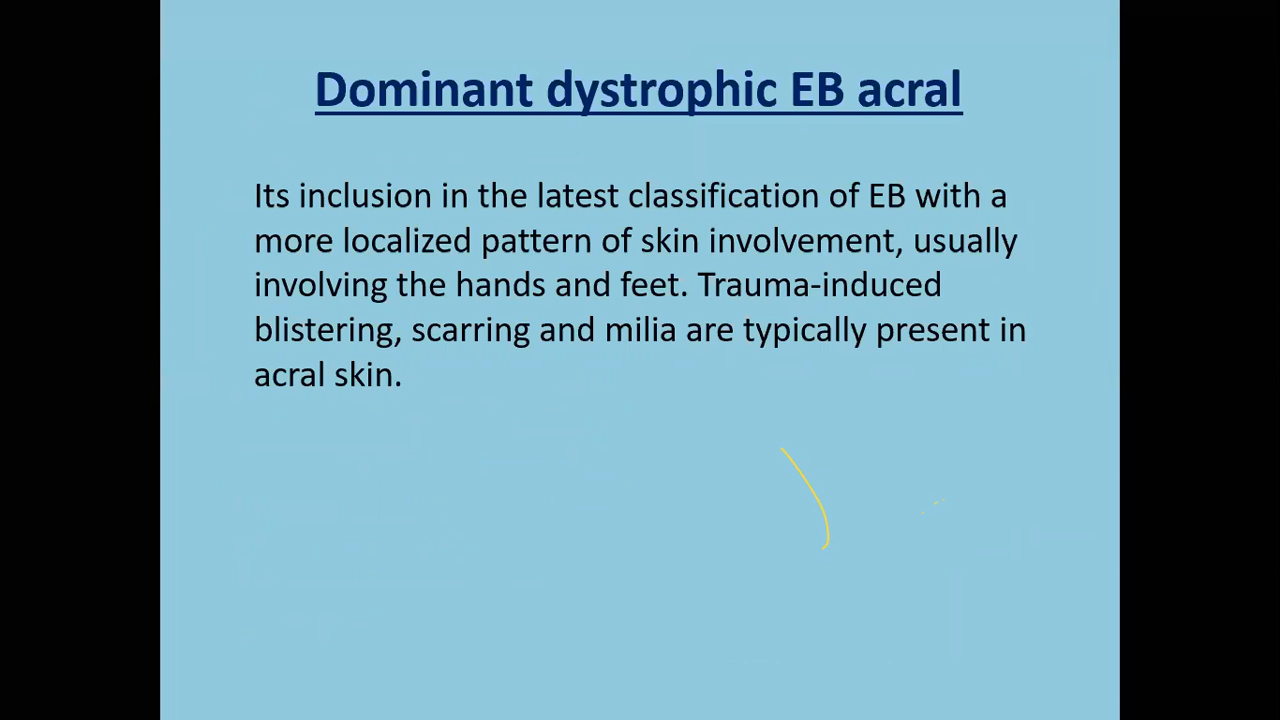 Dominant dystrophic EB acral
Its inclusion in the latest classification of EB with a
more localized pattern of skin involvement, usually
involving the hands and feet. Trauma-induced
blistering, scarring and milia are typically present in
acral skin.